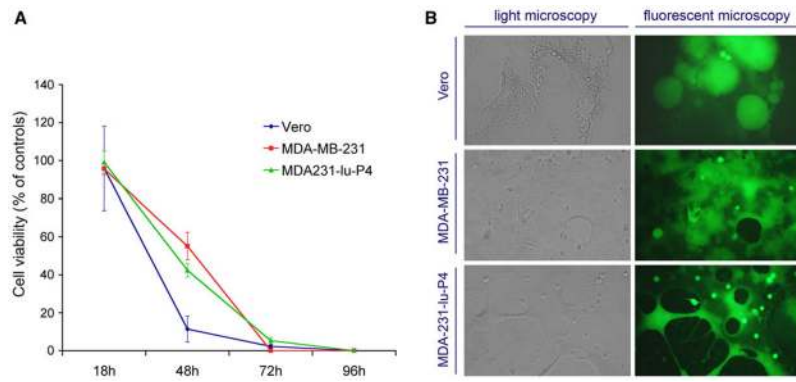 A
Cell viability (% of controls)
140
120
100
80
60
40
20
0
18h 48h 72h 96h
Vero
MDA-MB-231
MDA231-lu-P4
B
light microscopy fluorescent microscopy
Vero
MDA-MB-231
MDA-231-lu-P4